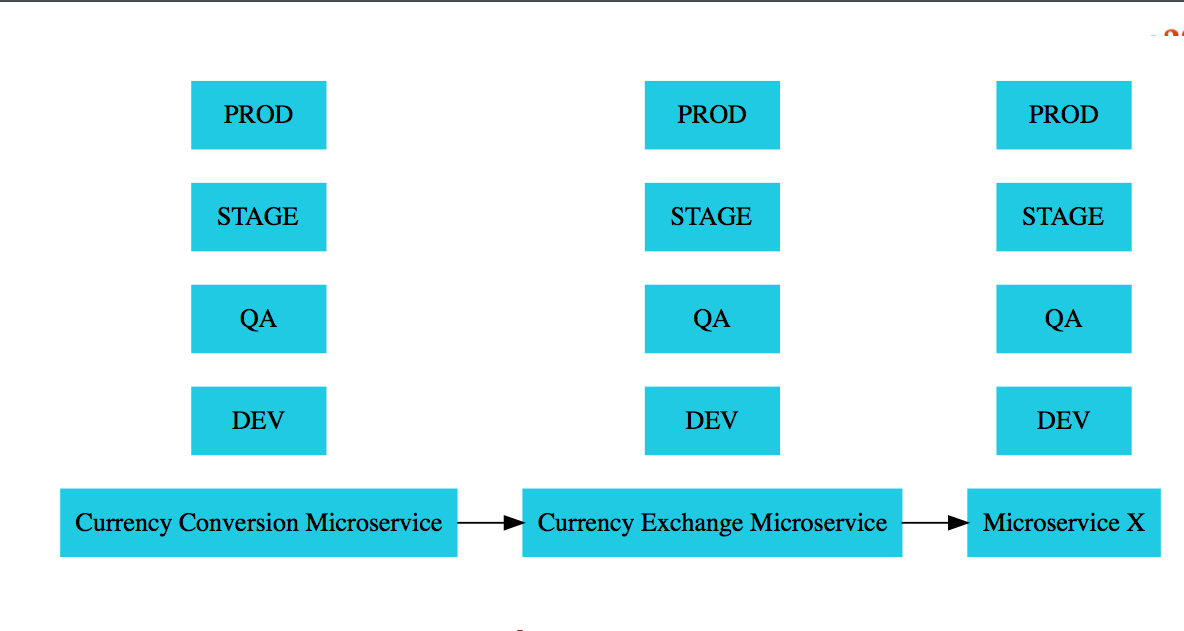 PROD PROD PROD
STAGE STAGE STAGE
QA QA QA
DEV DEV DEV
Currency Conversion Microservice Currency Exchange Microservice Microservice X